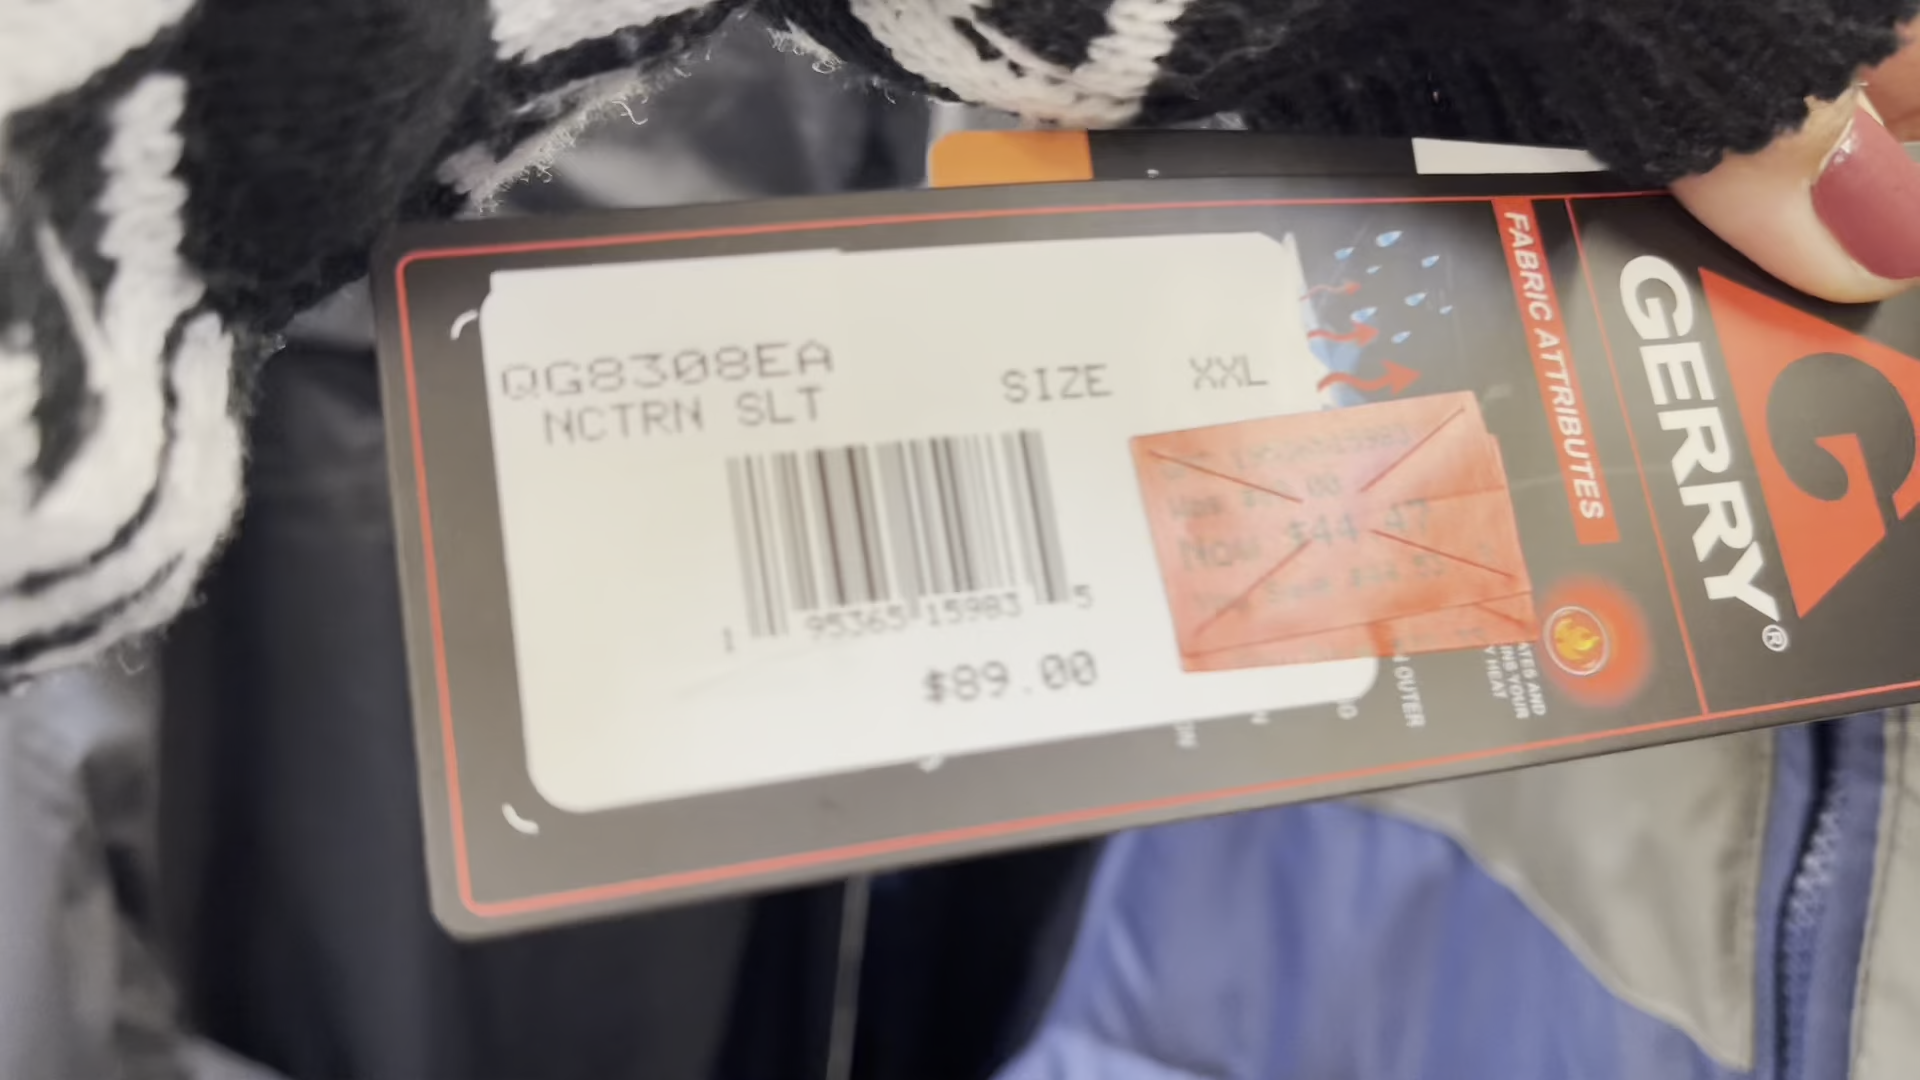 QG8308EA
NCTRN SLT
SIZE XXL
1 95365 15983 5
$89.00
Now $44.47
FABRIC ATTRIBUTES
GERRY®
OUTER